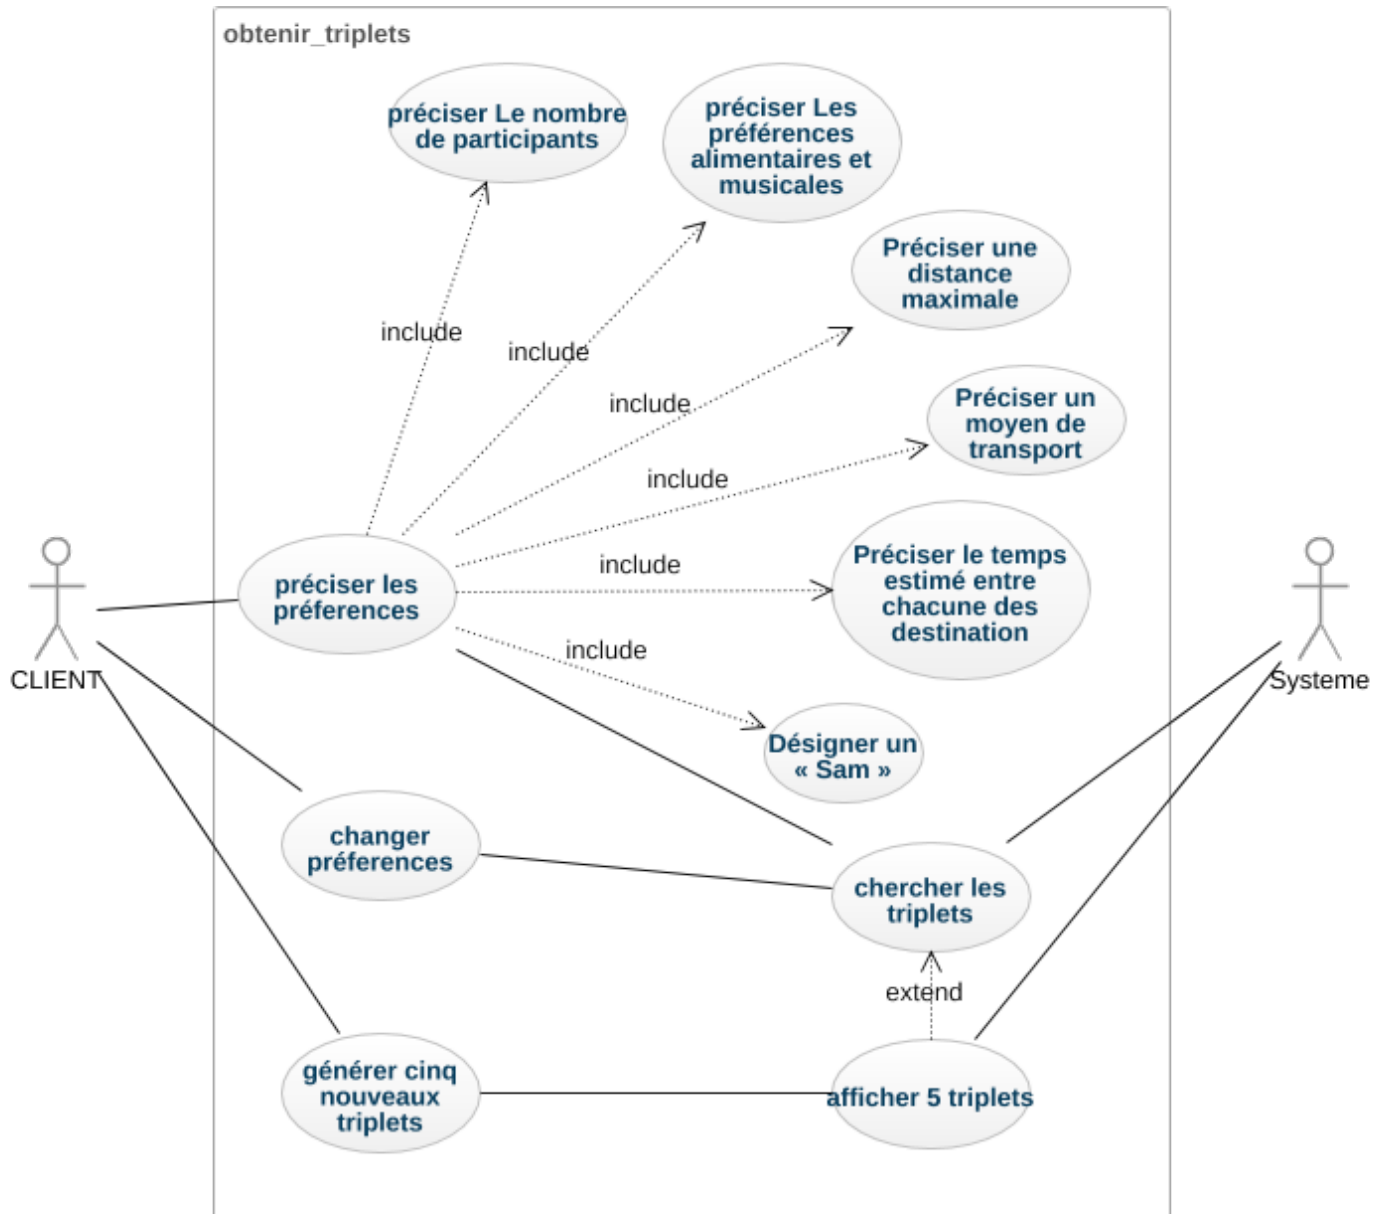 obtenir_triplets
préciser Le nombre
de participants
préciser Les
préférences
alimentaires et
musicales
Préciser une
distance
maximale
include
include
include
Préciser un
moyen de
transport
include
Préciser le temps
estimé entre
chacune des
destination
include
préciser les
préferences
include
CLIENT
Systeme
Désigner un
« Sam »
changer
préferences
chercher les
triplets
extend
générer cinq
nouveaux
triplets
afficher 5 triplets